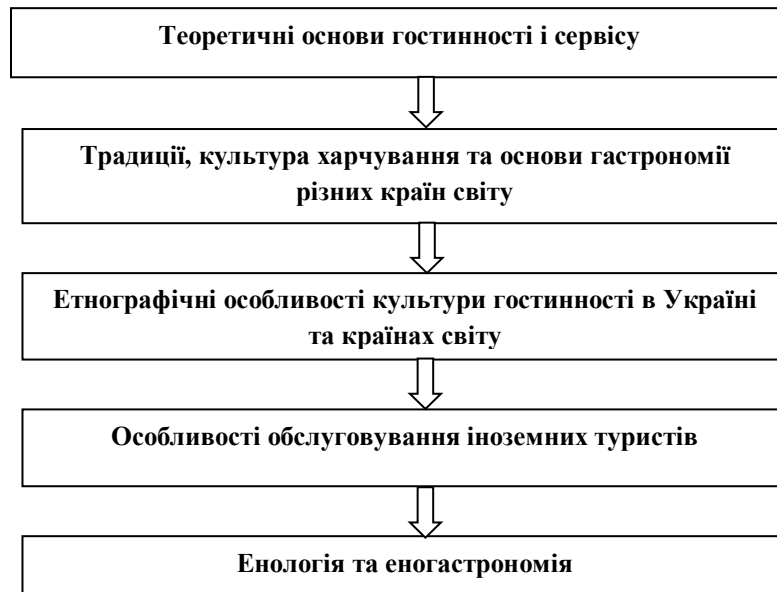 Теоретичні основи гостинності і сервісу
Традиції, культура харчування та основи гастрономії
різних країн світу
Етнографічні особливості культури гостинності в Україні
та країнах світу
Особливості обслуговування іноземних туристів
Енологія та еногастрономія